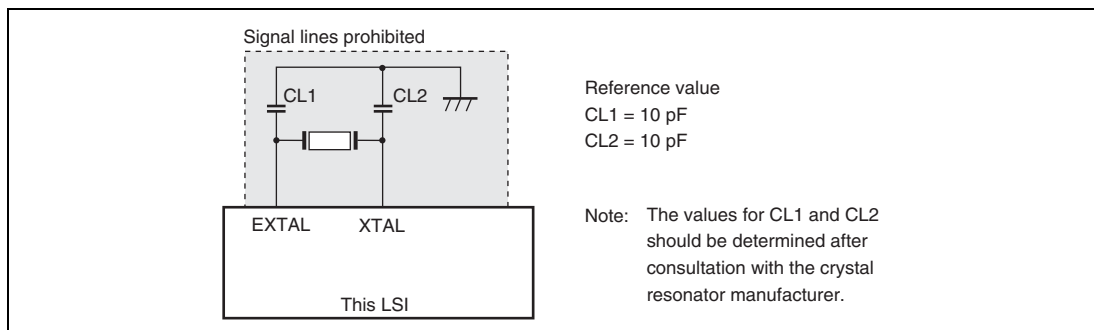 Signal lines prohibited
CL1
CL2
EXTAL
XTAL
This LSI
Reference value
CL1 = 10 pF
CL2 = 10 pF
Note: The values for CL1 and CL2
should be determined after
consultation with the crystal
resonator manufacturer.